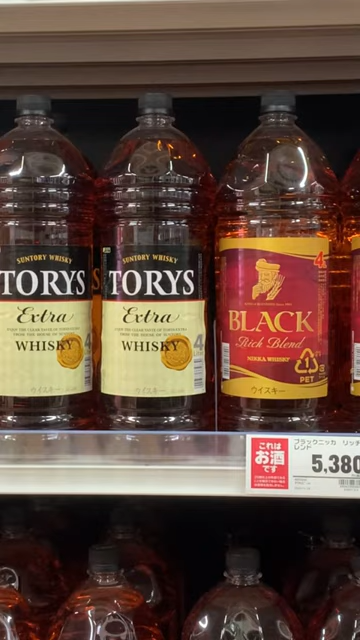 SUNTORY WHISKY
TORYS
Extra
WHISKY
4
ウイスキー
SUNTORY WHISKY
TORYS
Extra
WHISKY
4
ウイスキー
4
BLACK
Rich Blend
NIKKA WHISKY
1
PET
ウイスキー
これは
お酒
です
ブラックニッカ リッチ
レンド
5,380